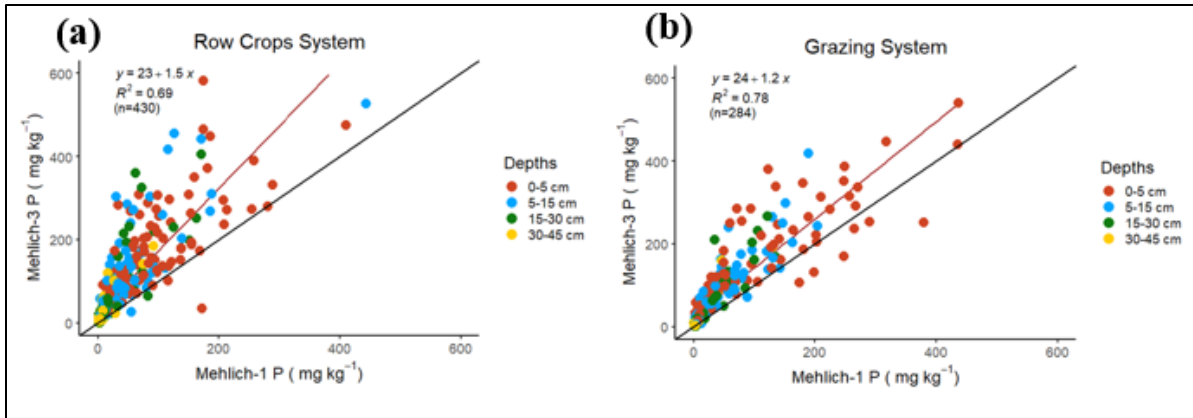 (a)
Row Crops System
y = 23 + 1.5 x
R² = 0.69
(n=430)
600
400
200
0
Mehlich-3 P ( mg kg⁻¹)
0 200 400 600
Mehlich-1 P ( mg kg⁻¹)
Depths
0-5 cm
5-15 cm
15-30 cm
30-45 cm
(b)
Grazing System
y = 24 + 1.2 x
R² = 0.78
(n=284)
600
400
200
0
Mehlich-3 P ( mg kg⁻¹)
0 200 400 600
Mehlich-1 P ( mg kg⁻¹)
Depths
0-5 cm
5-15 cm
15-30 cm
30-45 cm